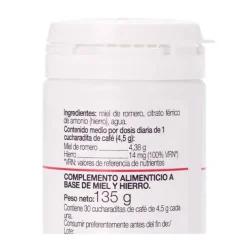 Ingredientes: miel de romero, citrato férrico
de amonio (hierro), agua.
Contenido medio por dosis diaria de 1
cucharadita de café (4,5 g):
Miel de romero 4,38 g
Hierro 14 mg (100% VRN*)
*VRN: valores de referencia de nutrientes
COMPLEMENTO ALIMENTICIO A
BASE DE MIEL Y HIERRO.
Peso neto: 135 g
Contiene 30 cucharaditas de café de 4,5 g cada
una.
Consumir preferentemente antes del fin de:/
Lote: